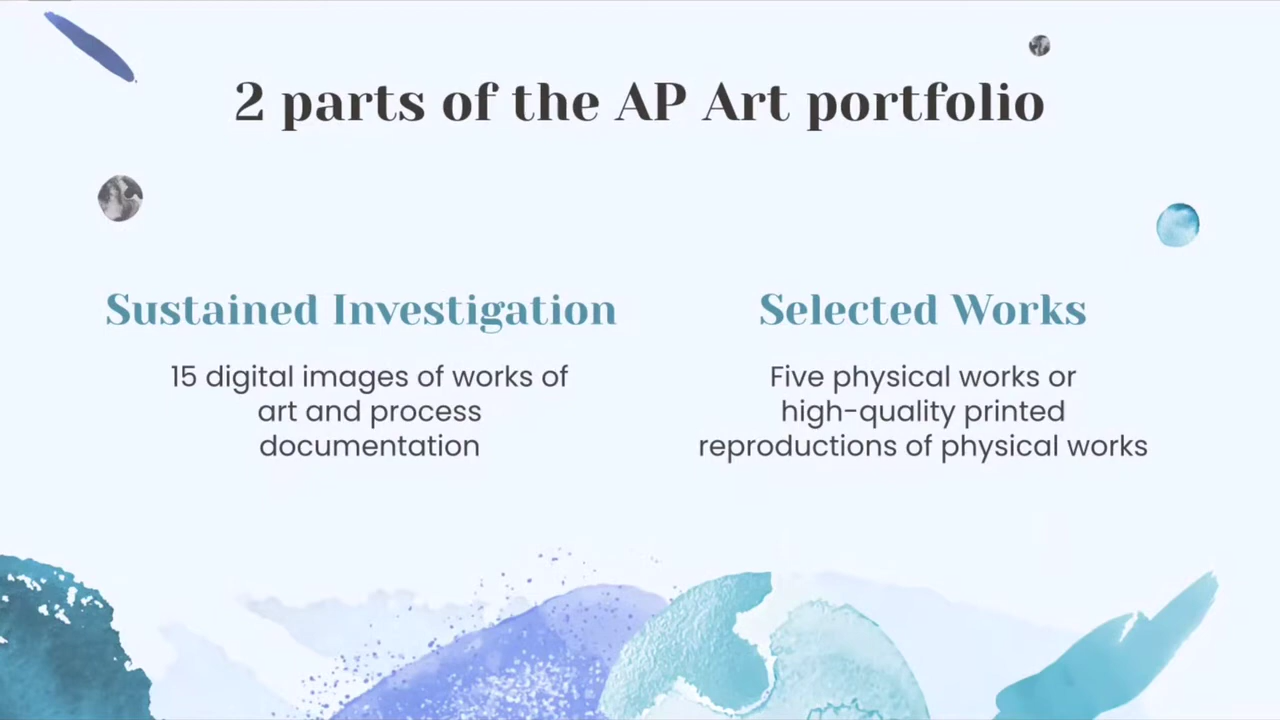 2 parts of the AP Art portfolio
Sustained Investigation
15 digital images of works of
art and process
documentation
Selected Works
Five physical works or
high-quality printed
reproductions of physical works